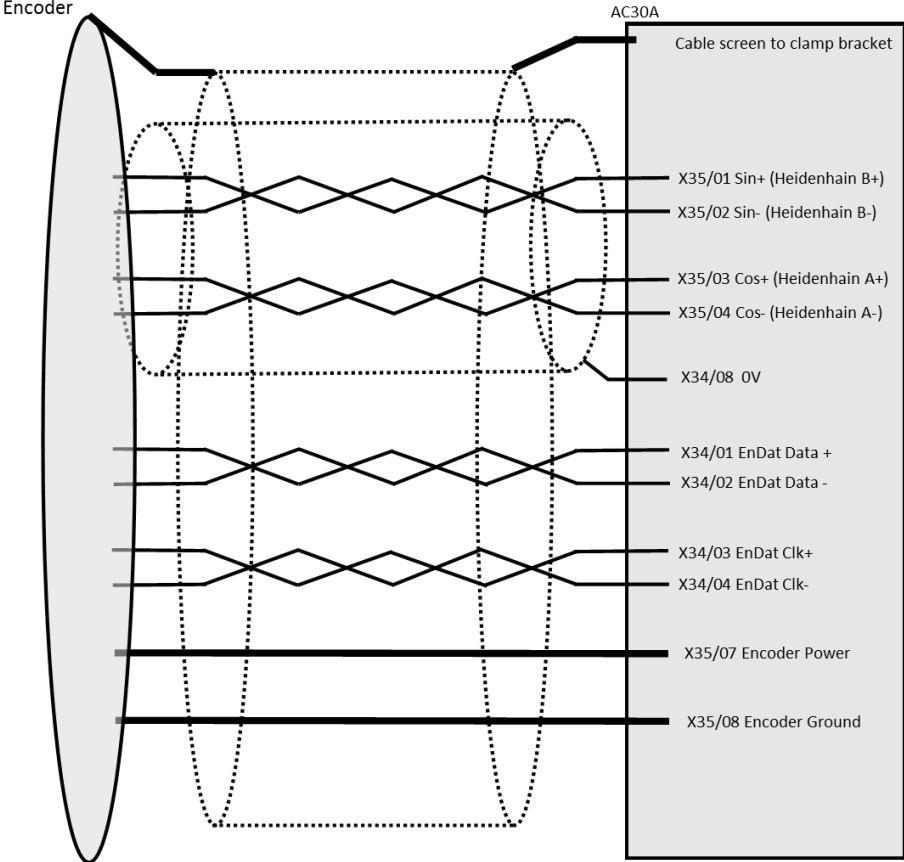 Encoder
AC30A
Cable screen to clamp bracket
X35/01 Sin+ (Heidenhain B+)
X35/02 Sin- (Heidenhain B-)
X35/03 Cos+ (Heidenhain A+)
X35/04 Cos- (Heidenhain A-)
X34/08 0V
X34/01 EnDat Data +
X34/02 EnDat Data -
X34/03 EnDat Clk+
X34/04 EnDat Clk-
X35/07 Encoder Power
X35/08 Encoder Ground